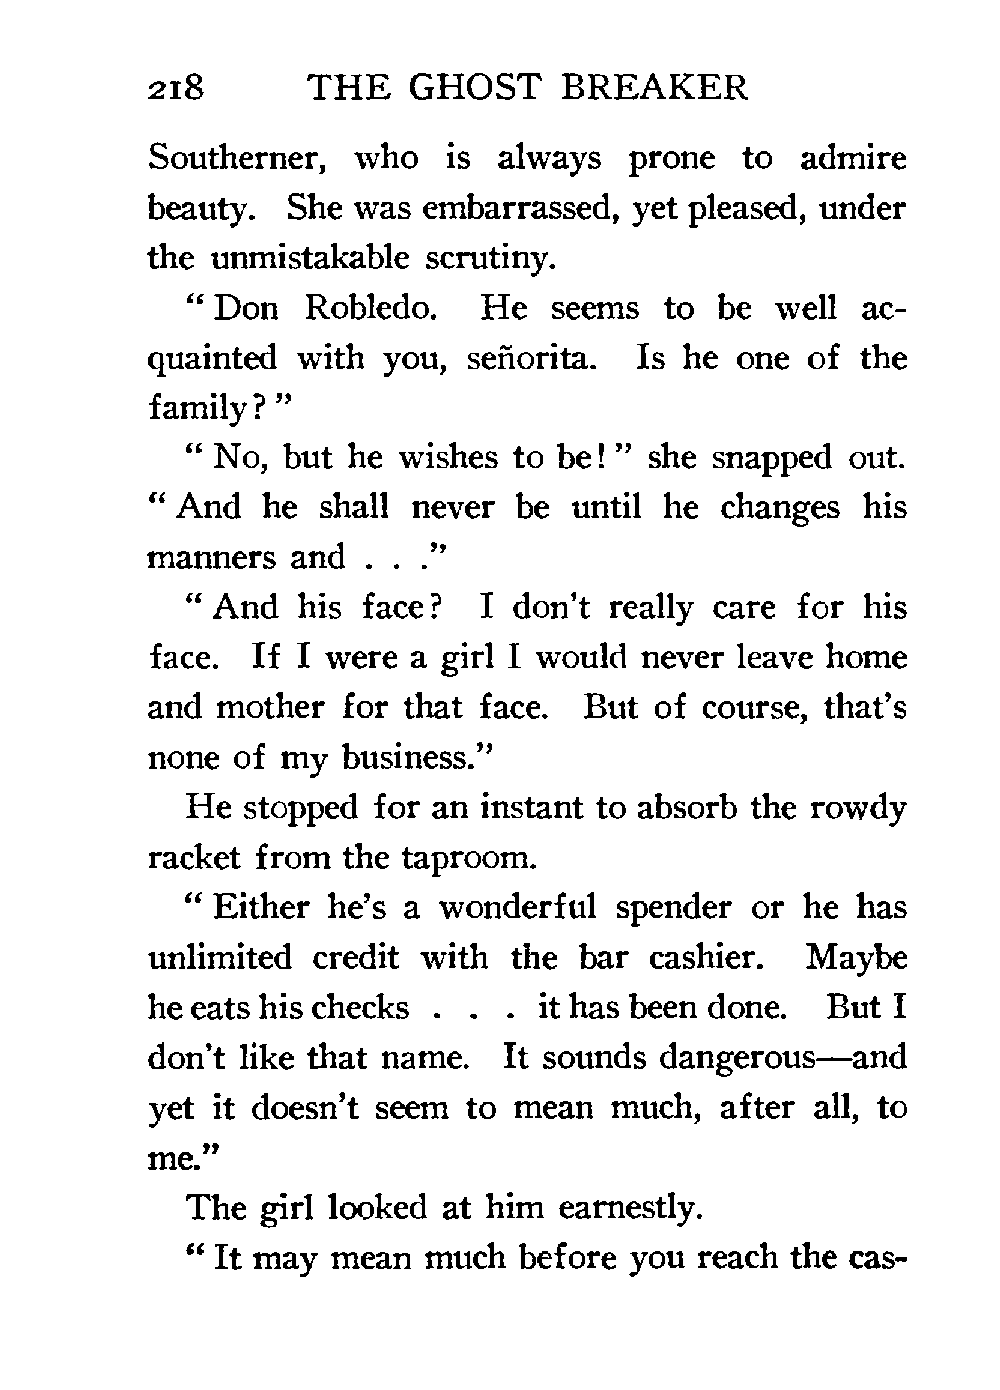 218 THE GHOST BREAKER
Southerner, who is always prone to admire
beauty. She was embarrassed, yet pleased, under
the unmistakable scrutiny.
“ Don Robledo. He seems to be well ac-
quainted with you, señorita. Is he one of the
family? ”
“ No, but he wishes to be! ” she snapped out.
“ And he shall never be until he changes his
manners and . . .”
“ And his face? I don’t really care for his
face. If I were a girl I would never leave home
and mother for that face. But of course, that’s
none of my business.”
He stopped for an instant to absorb the rowdy
racket from the taproom.
“ Either he’s a wonderful spender or he has
unlimited credit with the bar cashier. Maybe
he eats his checks . . . it has been done. But I
don’t like that name. It sounds dangerous—and
yet it doesn’t seem to mean much, after all, to
me.”
The girl looked at him earnestly.
“ It may mean much before you reach the cas-